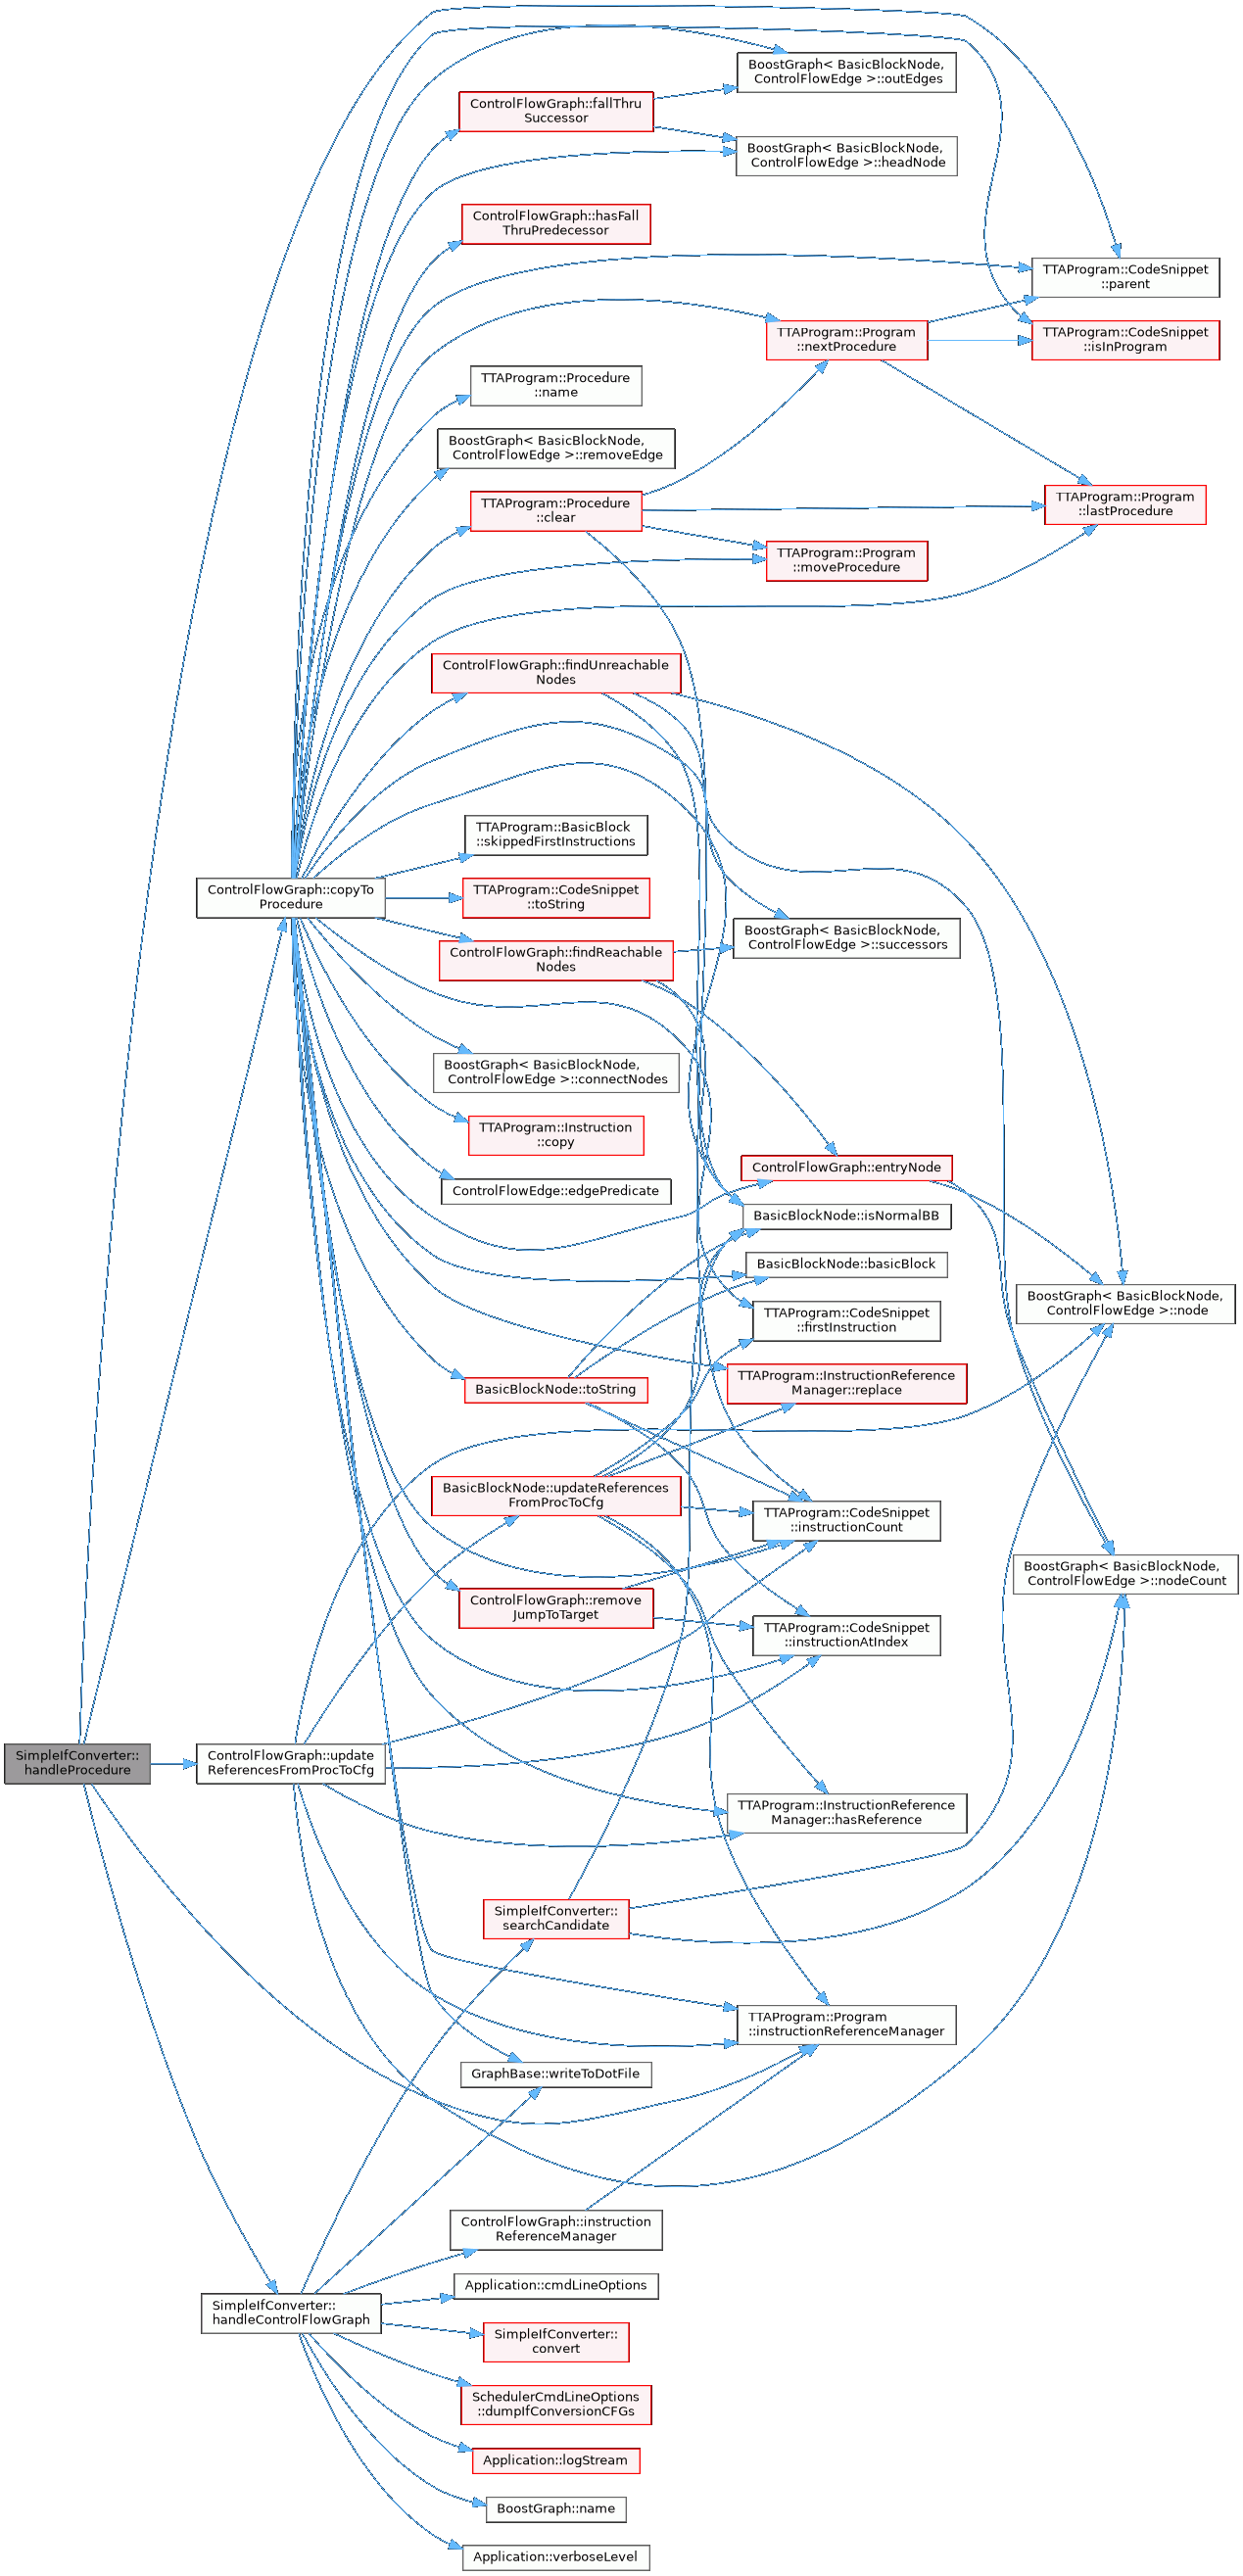 BoostGraph< BasicBlockNode,
ControlFlowEdge >::outEdges
ControlFlowGraph::fallThru
Successor
BoostGraph< BasicBlockNode,
ControlFlowEdge >::headNode
ControlFlowGraph::hasFall
ThruPredecessor
TTAProgram::CodeSnippet
::parent
TTAProgram::Program
::nextProcedure
TTAProgram::CodeSnippet
::isInProgram
TTAProgram::Procedure
::name
BoostGraph< BasicBlockNode,
ControlFlowEdge >::removeEdge
TTAProgram::Procedure
::clear
TTAProgram::Program
::lastProcedure
TTAProgram::Program
::moveProcedure
ControlFlowGraph::findUnreachable
Nodes
TTAProgram::BasicBlock
::skippedFirstInstructions
ControlFlowGraph::copyTo
Procedure
TTAProgram::CodeSnippet
::toString
BoostGraph< BasicBlockNode,
ControlFlowEdge >::successors
ControlFlowGraph::findReachable
Nodes
BoostGraph< BasicBlockNode,
ControlFlowEdge >::connectNodes
TTAProgram::Instruction
::copy
ControlFlowGraph::entryNode
ControlFlowEdge::edgePredicate
BasicBlockNode::isNormalBB
BasicBlockNode::basicBlock
BoostGraph< BasicBlockNode,
ControlFlowEdge >::node
TTAProgram::CodeSnippet
::firstInstruction
TTAProgram::InstructionReference
Manager::replace
BasicBlockNode::toString
BasicBlockNode::updateReferences
FromProcToCfg
TTAProgram::CodeSnippet
::instructionCount
BoostGraph< BasicBlockNode,
ControlFlowEdge >::nodeCount
ControlFlowGraph::remove
JumpToTarget
TTAProgram::CodeSnippet
::instructionAtIndex
SimpleIfConverter::
handleProcedure
ControlFlowGraph::update
ReferencesFromProcToCfg
TTAProgram::InstructionReference
Manager::hasReference
SimpleIfConverter::
searchCandidate
TTAProgram::Program
::instructionReferenceManager
GraphBase::writeToDotFile
ControlFlowGraph::instruction
ReferenceManager
Application::cmdLineOptions
SimpleIfConverter::
handleControlFlowGraph
SimpleIfConverter::
convert
SchedulerCmdLineOptions
::dumpIfConversionCFGs
Application::logStream
BoostGraph::name
Application::verboseLevel